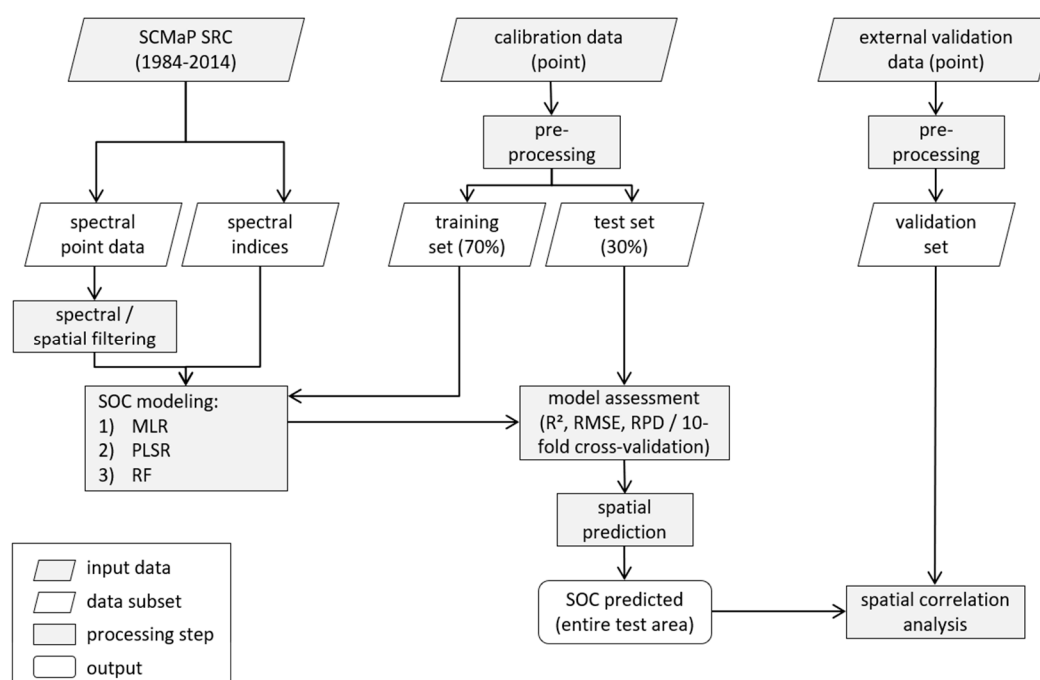 SCMaP SRC
(1984-2014)
calibration data
(point)
external validation
data (point)
pre-
processing
pre-
processing
spectral
point data
spectral
indices
training
set (70%)
test set
(30%)
validation
set
spectral /
spatial filtering
SOC modeling:
1) MLR
2) PLSR
3) RF
model assessment
(R², RMSE, RPD / 10-
fold cross-validation)
spatial
prediction
SOC predicted
(entire test area)
spatial correlation
analysis
input data
data subset
processing step
output